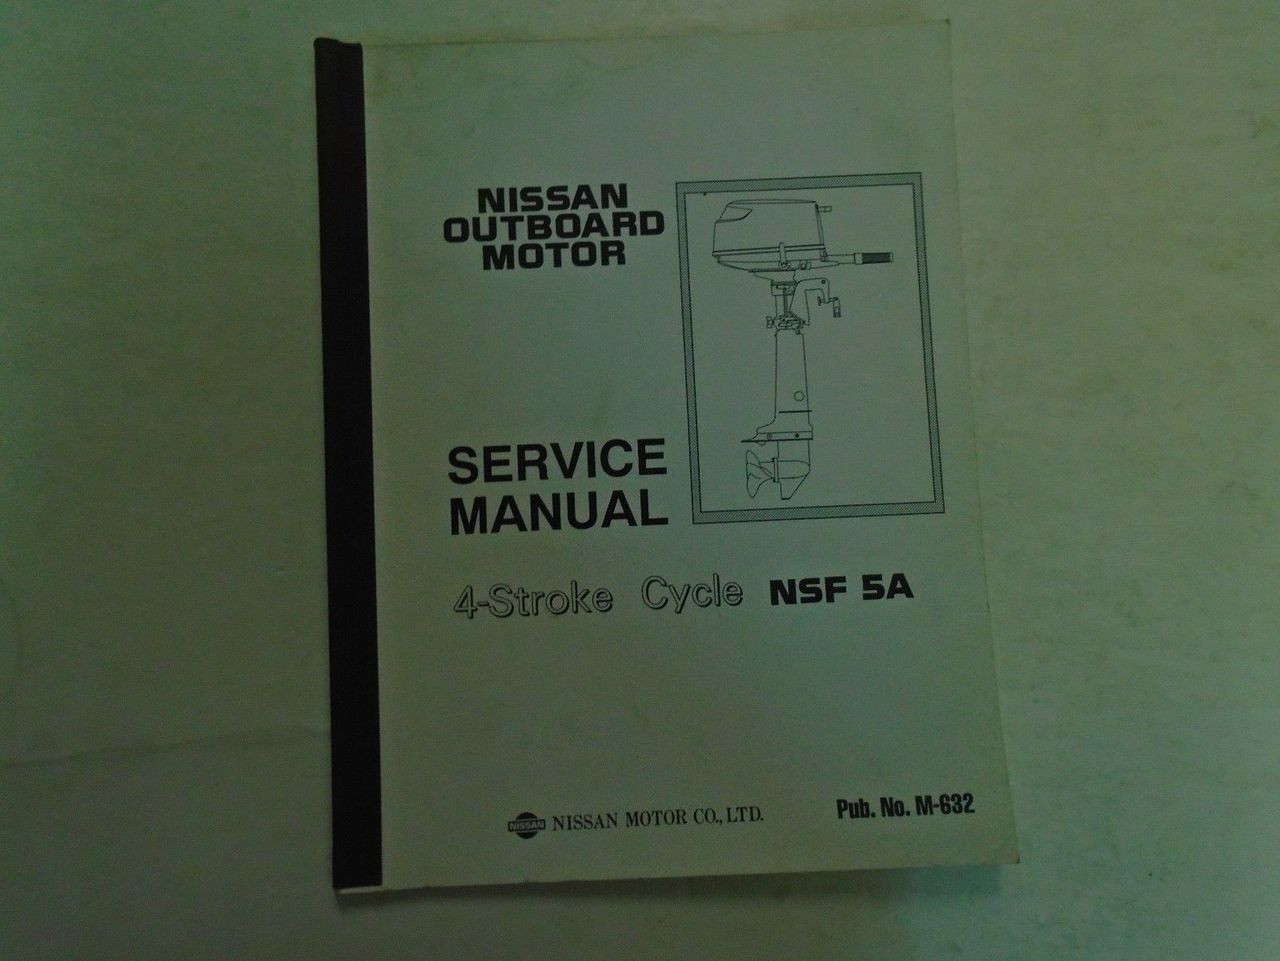 NISSAN
OUTBOARD
MOTOR
SERVICE
MANUAL
4-Stroke Cycle NSF 5A
NISSAN NISSAN MOTOR CO., LTD.
Pub. No. M-632